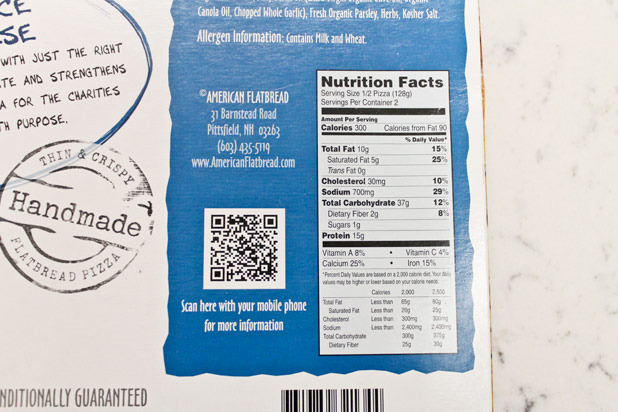 CE
SE
WITH JUST THE RIGHT
TE AND STRENGTHENS
A FOR THE CHARITIES
TH PURPOSE.
THIN & CRISPY
Handmade
FLATBREAD PIZZA
NDITIONALLY GUARANTEED
Canola Oil, Chopped Whole Garlic), Fresh Organic Parsley, Herbs, Kosher Salt.
Allergen Information: Contains Milk and Wheat.
©AMERICAN FLATBREAD
31 Barnstead Road
Pittsfield, NH 03263
(603) 435-5119
www.AmericanFlatbread.com
Scan here with your mobile phone
for more information
Nutrition Facts
Serving Size 1/2 Pizza (128g)
Servings Per Container 2
Amount Per Serving
Calories 300 Calories from Fat 90
% Daily Value*
Total Fat 10g 15%
Saturated Fat 5g 25%
Trans Fat 0g
Cholesterol 30mg 10%
Sodium 700mg 29%
Total Carbohydrate 37g 12%
Dietary Fiber 2g 8%
Sugars 1g
Protein 15g
Vitamin A 8% • Vitamin C 4%
Calcium 25% • Iron 15%
*Percent Daily Values are based on a 2,000 calorie diet. Your daily
values may be higher or lower based on your calorie needs.
Calories 2,000 2,500
Total Fat Less than 65g 80g
Saturated Fat Less than 20g 25g
Cholesterol Less than 300mg 300mg
Sodium Less than 2,400mg 2,400mg
Total Carbohydrate 300g 375g
Dietary Fiber 25g 30g